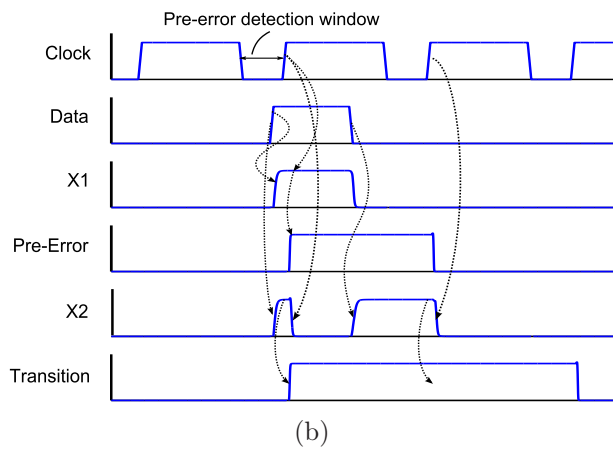 Pre-error detection window
Clock
Data
X1
Pre-Error
X2
Transition
(b)